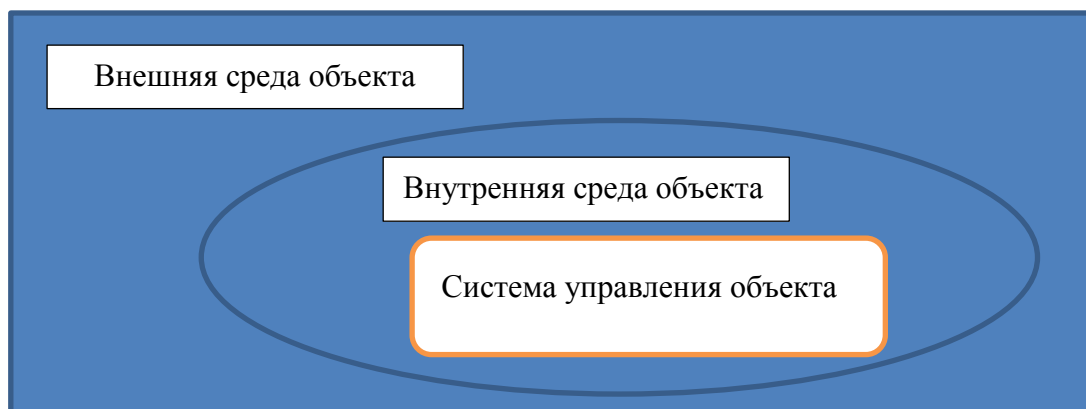 Внешняя среда объекта
Внутренняя среда объекта
Система управления объекта